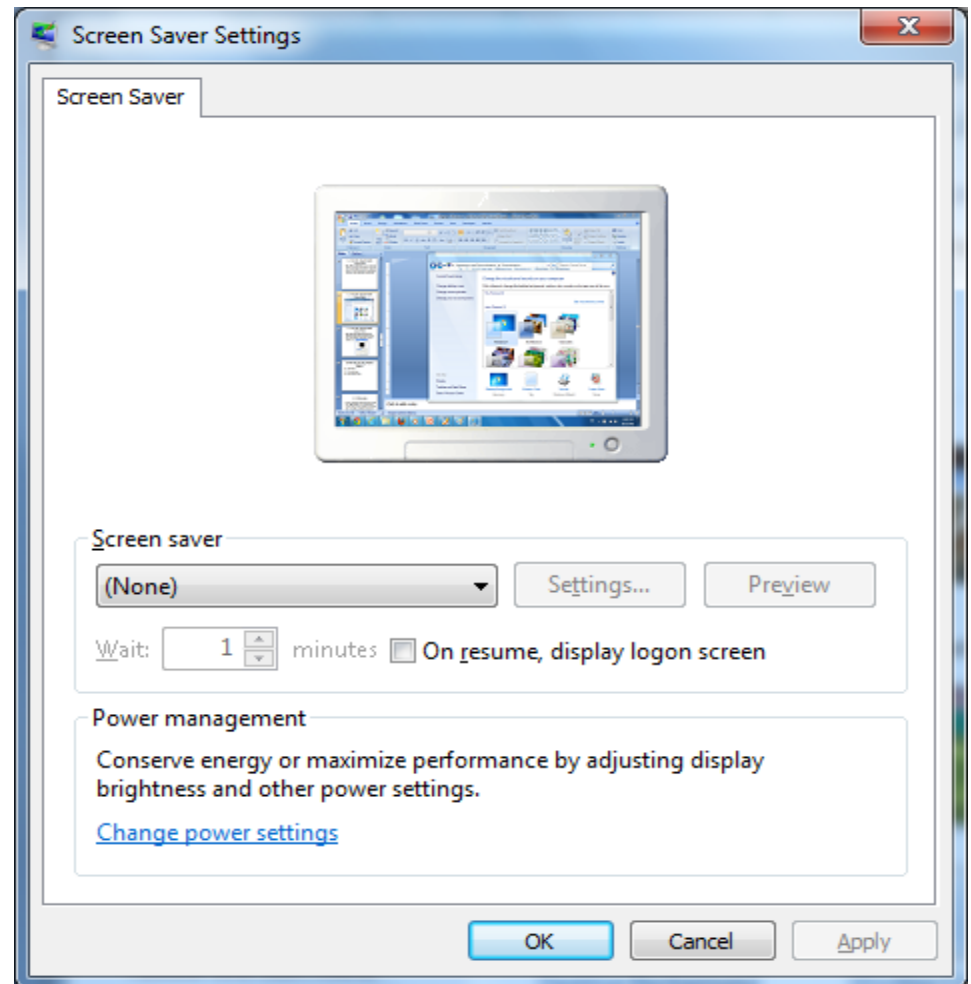 Screen Saver Settings
Screen Saver
Screen saver
(None)
Settings...
Preview
Wait: 1 minutes On resume, display logon screen
Power management
Conserve energy or maximize performance by adjusting display
brightness and other power settings.
Change power settings
OK Cancel Apply